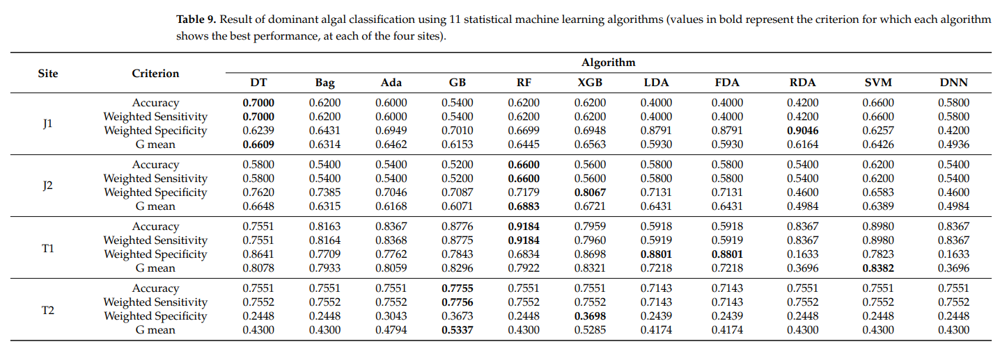 Table 9. Result of dominant algal classification using 11 statistical machine learning algorithms (values in bold represent the criterion for which each algorithm
shows the best performance, at each of the four sites).
Site Criterion Algorithm
DT Bag Ada GB RF XGB LDA FDA RDA SVM DNN
J1
Accuracy 0.7000 0.6200 0.6000 0.5400 0.6200 0.6200 0.4000 0.4000 0.4200 0.6600 0.5800
Weighted Sensitivity 0.7000 0.6200 0.6000 0.5400 0.6200 0.6200 0.4000 0.4000 0.4200 0.6600 0.5800
Weighted Specificity 0.6239 0.6431 0.6949 0.7010 0.6699 0.6948 0.8791 0.8791 0.9046 0.6257 0.4200
G mean 0.6609 0.6314 0.6462 0.6153 0.6445 0.6563 0.5930 0.5930 0.6164 0.6426 0.4936
J2
Accuracy 0.5800 0.5400 0.5400 0.5200 0.6600 0.5600 0.5800 0.5800 0.5400 0.6200 0.5400
Weighted Sensitivity 0.5800 0.5400 0.5400 0.5200 0.6600 0.5600 0.5800 0.5800 0.5400 0.6200 0.5400
Weighted Specificity 0.7620 0.7385 0.7046 0.7087 0.7179 0.8067 0.7131 0.7131 0.4600 0.6583 0.4600
G mean 0.6648 0.6315 0.6168 0.6071 0.6883 0.6721 0.6431 0.6431 0.4984 0.6389 0.4984
T1
Accuracy 0.7551 0.8163 0.8367 0.8776 0.9184 0.7959 0.5918 0.5918 0.8367 0.8980 0.8367
Weighted Sensitivity 0.7551 0.8164 0.8368 0.8775 0.9184 0.7960 0.5919 0.5919 0.8367 0.8980 0.8367
Weighted Specificity 0.8641 0.7709 0.7762 0.7843 0.6834 0.8698 0.8801 0.8801 0.1633 0.7823 0.1633
G mean 0.8078 0.7933 0.8059 0.8296 0.7922 0.8321 0.7218 0.7218 0.3696 0.8382 0.3696
T2
Accuracy 0.7551 0.7551 0.7551 0.7755 0.7551 0.7551 0.7143 0.7143 0.7551 0.7551 0.7551
Weighted Sensitivity 0.7552 0.7552 0.7552 0.7756 0.7552 0.7552 0.7143 0.7143 0.7552 0.7552 0.7552
Weighted Specificity 0.2448 0.2448 0.3043 0.3673 0.2448 0.3698 0.2439 0.2439 0.2448 0.2448 0.2448
G mean 0.4300 0.4300 0.4794 0.5337 0.4300 0.5285 0.4174 0.4174 0.4300 0.4300 0.4300